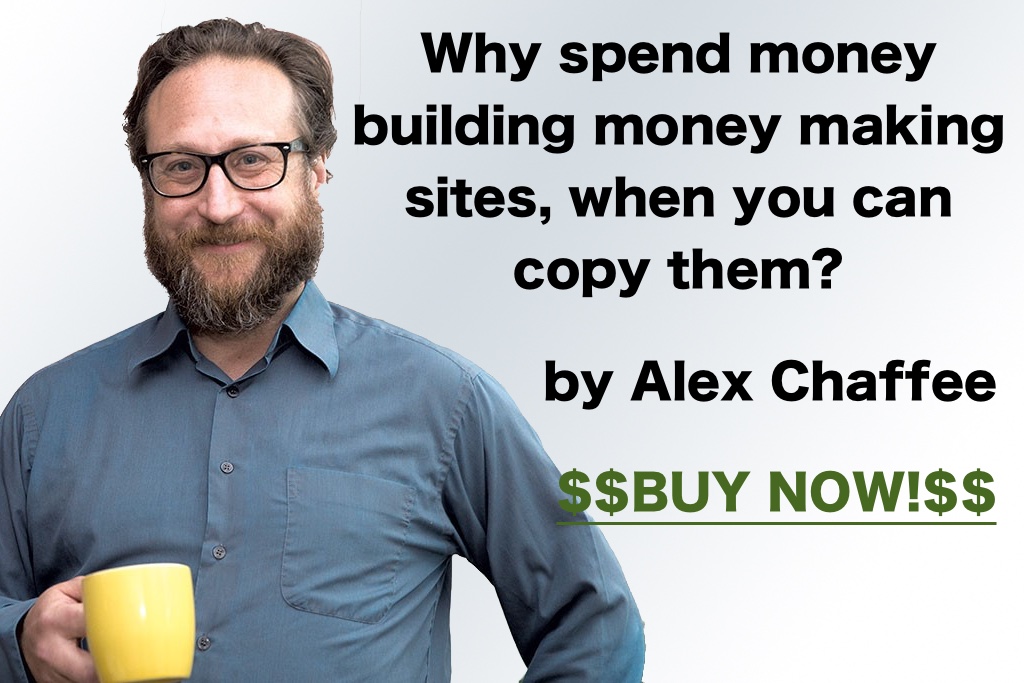 Why spend money
building money making
sites, when you can
copy them?
by Alex Chaffee
$$BUY NOW!$$